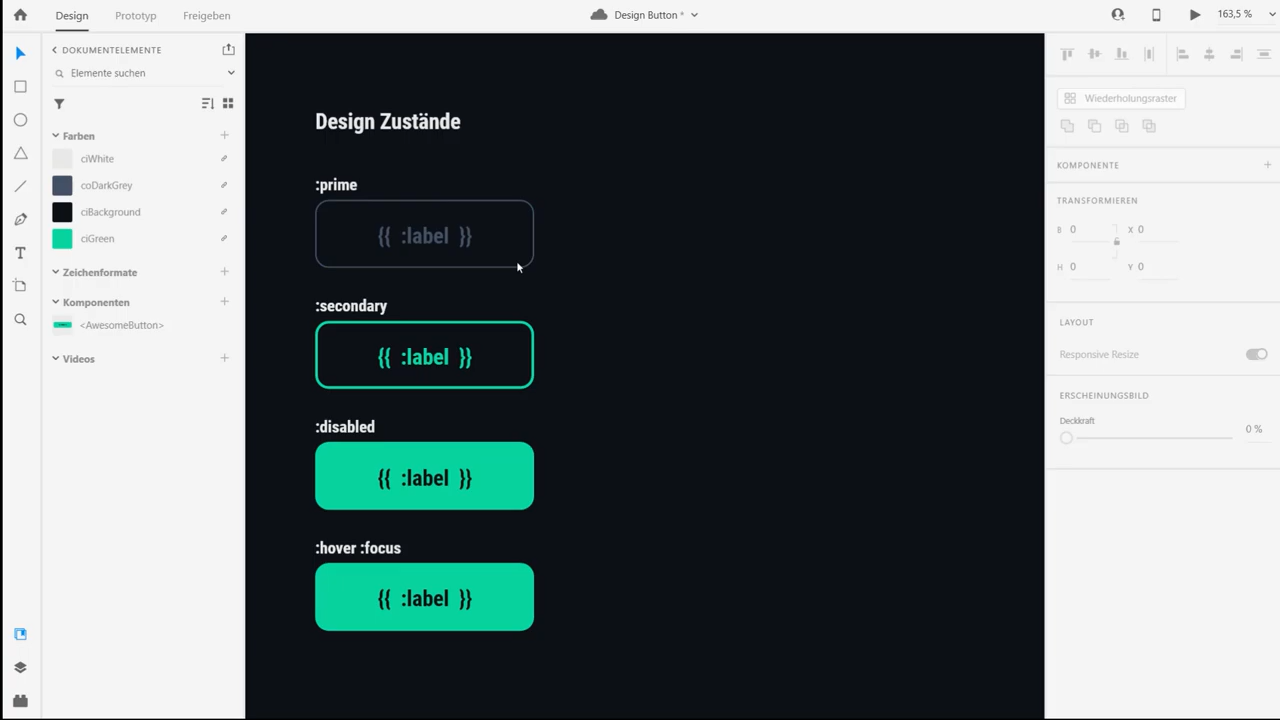 Design
Prototyp
Freigeben
Design Button *
163,5 %
DOKUMENTELEMENTE
Elemente suchen
Farben
ciWhite
coDarkGrey
ciBackground
ciGreen
Zeichenformate
Komponenten
<AwesomeButton>
Videos
Design Zustände
:prime
{{ :label }}
:secondary
{{ :label }}
:disabled
{{ :label }}
:hover :focus
{{ :label }}
Wiederholungsraster
KOMPONENTE
TRANSFORMIEREN
B 0 X 0
H 0 Y 0
LAYOUT
Responsive Resize
ERSCHEINUNGSBILD
Deckkraft
0 %